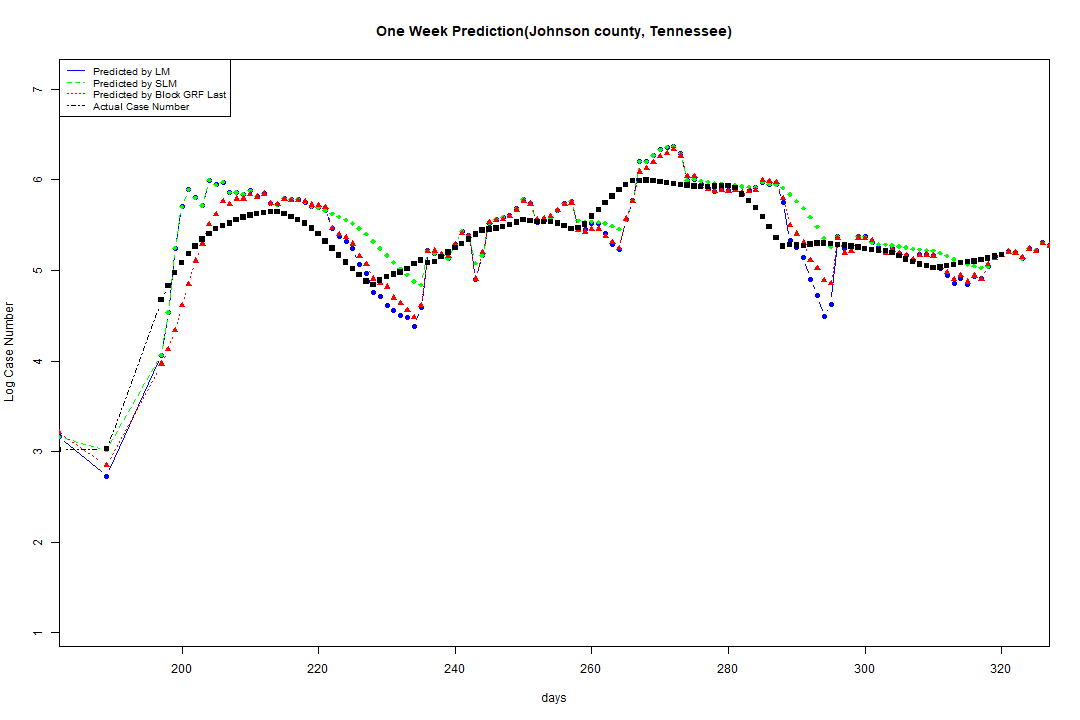 One Week Prediction(Johnson county, Tennessee)
Predicted by LM
Predicted by SLM
Predicted by Block GRF Last
Actual Case Number
7
6
5
4
3
2
1
Log Case Number
200 220 240 260 280 300 320
days